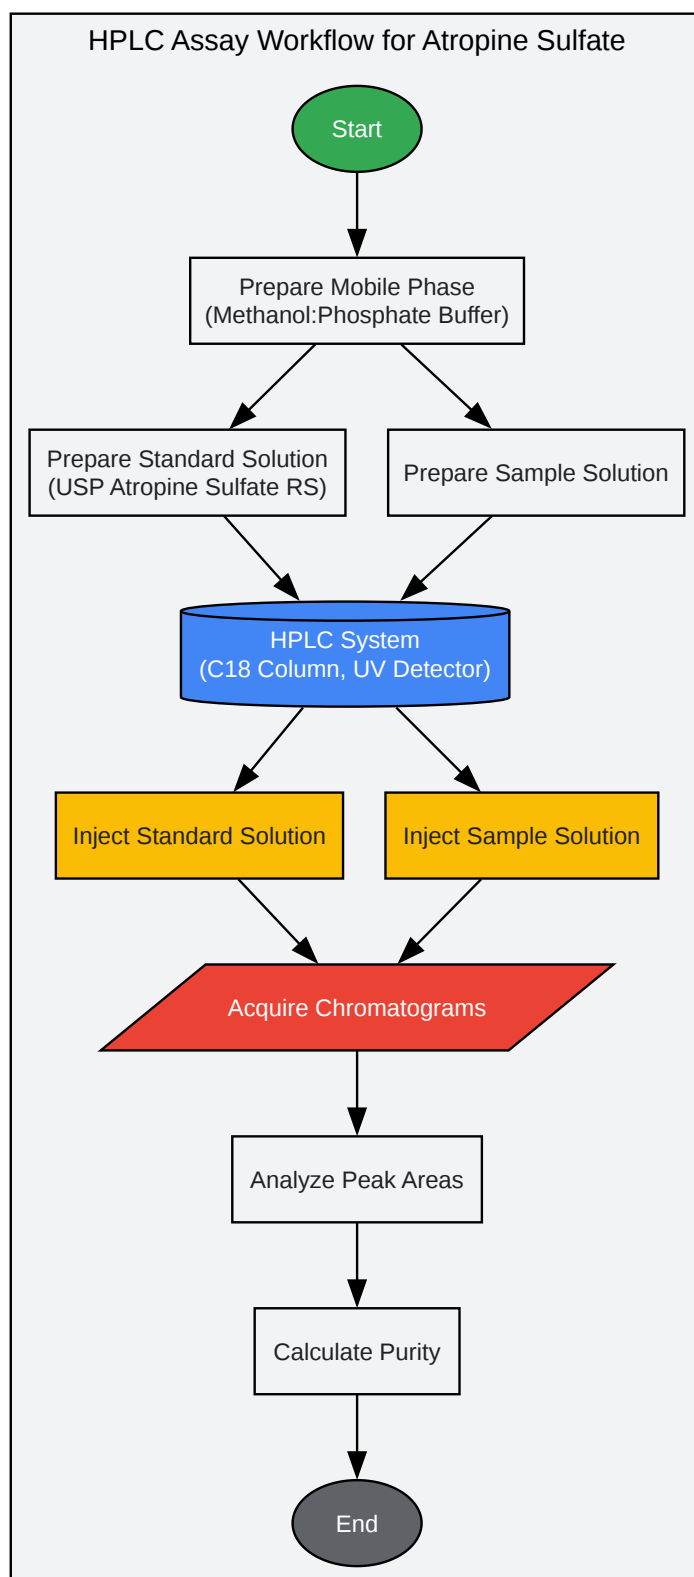 HPLC Assay Workflow for Atropine Sulfate
Start
Prepare Mobile Phase
(Methanol:Phosphate Buffer)
Prepare Standard Solution
(USP Atropine Sulfate RS)
Prepare Sample Solution
HPLC System
(C18 Column, UV Detector)
Inject Standard Solution
Inject Sample Solution
Acquire Chromatograms
Analyze Peak Areas
Calculate Purity
End